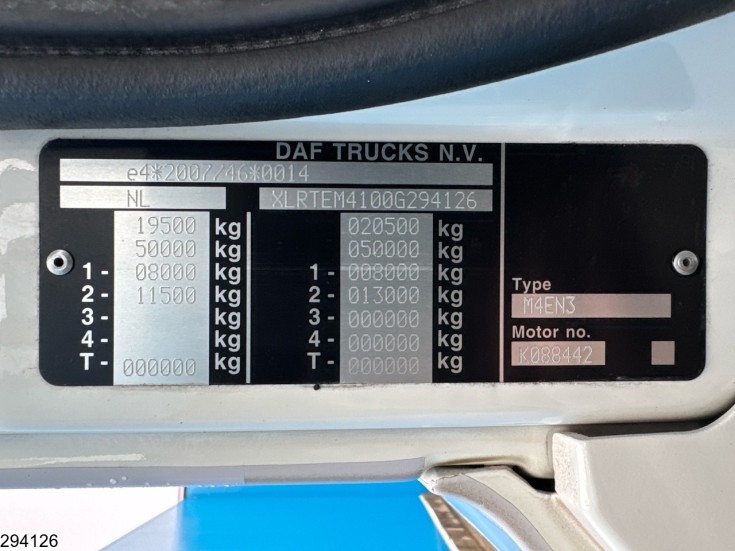 DAF TRUCKS N.V.
e4*2007/46*0014
NL XLRTEM4100G294126
19500 kg 020500 kg
50000 kg 050000 kg
1- 08000 kg 1- 008000 kg
2- 11500 kg 2- 013000 kg
3- kg 3- 000000 kg
4- kg 4- 000000 kg
T- 000000 kg T- 000000 kg
Type
M4EN3
Motor no.
K088442
294126